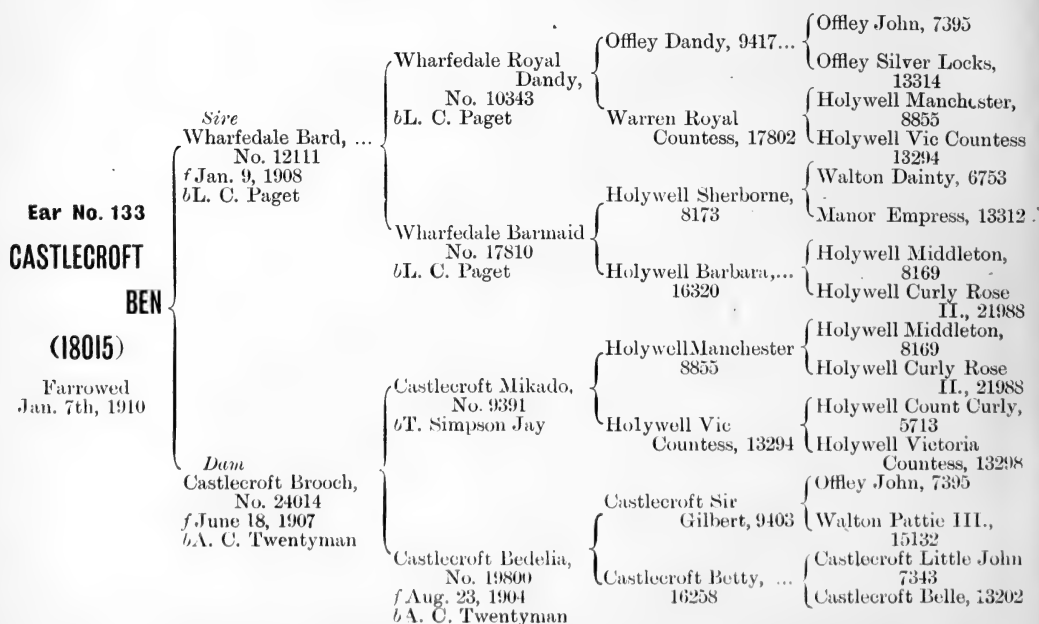 Ear No. 133
CASTLECROFT
BEN
(18015)
Farrowed
Jan. 7th, 1910
Sire
Wharfedale Bard, ...
No. 12111
f Jan. 9, 1908
bL. C. Paget
Dam
Castlecroft Brooch,
No. 24014
f June 18, 1907
bA. C. Twentyman
Wharfedale Royal
Dandy,
No. 10343
bL. C. Paget
Wharfedale Barmaid
No. 17810
bL. C. Paget
Castlecroft Mikado,
No. 9391
bT. Simpson Jay
Castlecroft Bedelia,
No. 19800
f Aug. 23, 1904
bA. C. Twentyman
Offley Dandy, 9417...
Warren Royal
Countess, 17802
Holywell Sherborne,
8173
Holywell Barbara,...
16320
HolywellManchester
8855
Holywell Vic
Countess, 13294
Castlecroft Sir
Gilbert, 9403
Castlecroft Betty, ...
16258
Offley John, 7395
Offley Silver Locks,
13314
Holywell Manchester,
8855
Holywell Vic Countess
13294
Walton Dainty, 6753
Manor Empress, 13312
Holywell Middleton,
8169
Holywell Curly Rose
II., 21988
Holywell Middleton,
8169
Holywell Curly Rose
II., 21988
Holywell Count Curly,
5713
Holywell Victoria
Countess, 13298
Offley John, 7395
Walton Pattie III.,
15132
Castlecroft Little John
7343
Castlecroft Belle, 13202